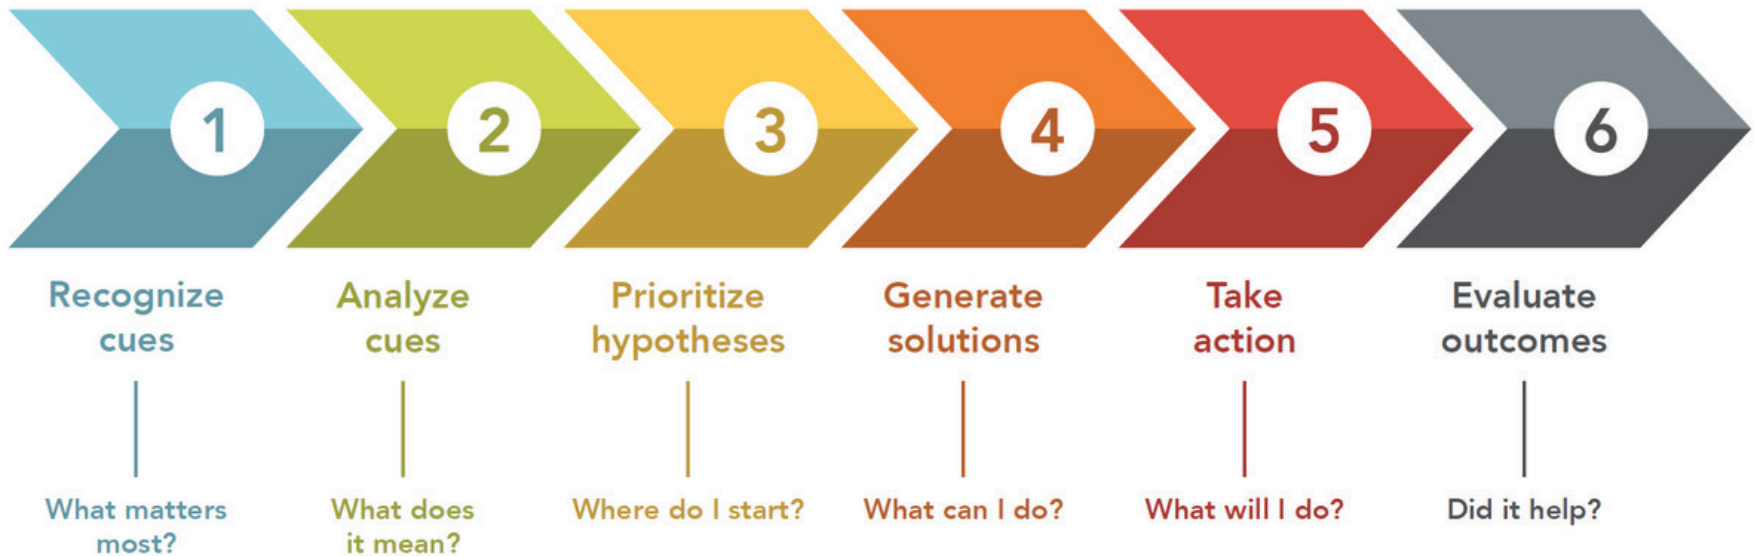 1
2
3
4
5
6
Recognize
cues
Analyze
cues
Prioritize
hypotheses
Generate
solutions
Take
action
Evaluate
outcomes
What matters
most?
What does
it mean?
Where do I start?
What can I do?
What will I do?
Did it help?